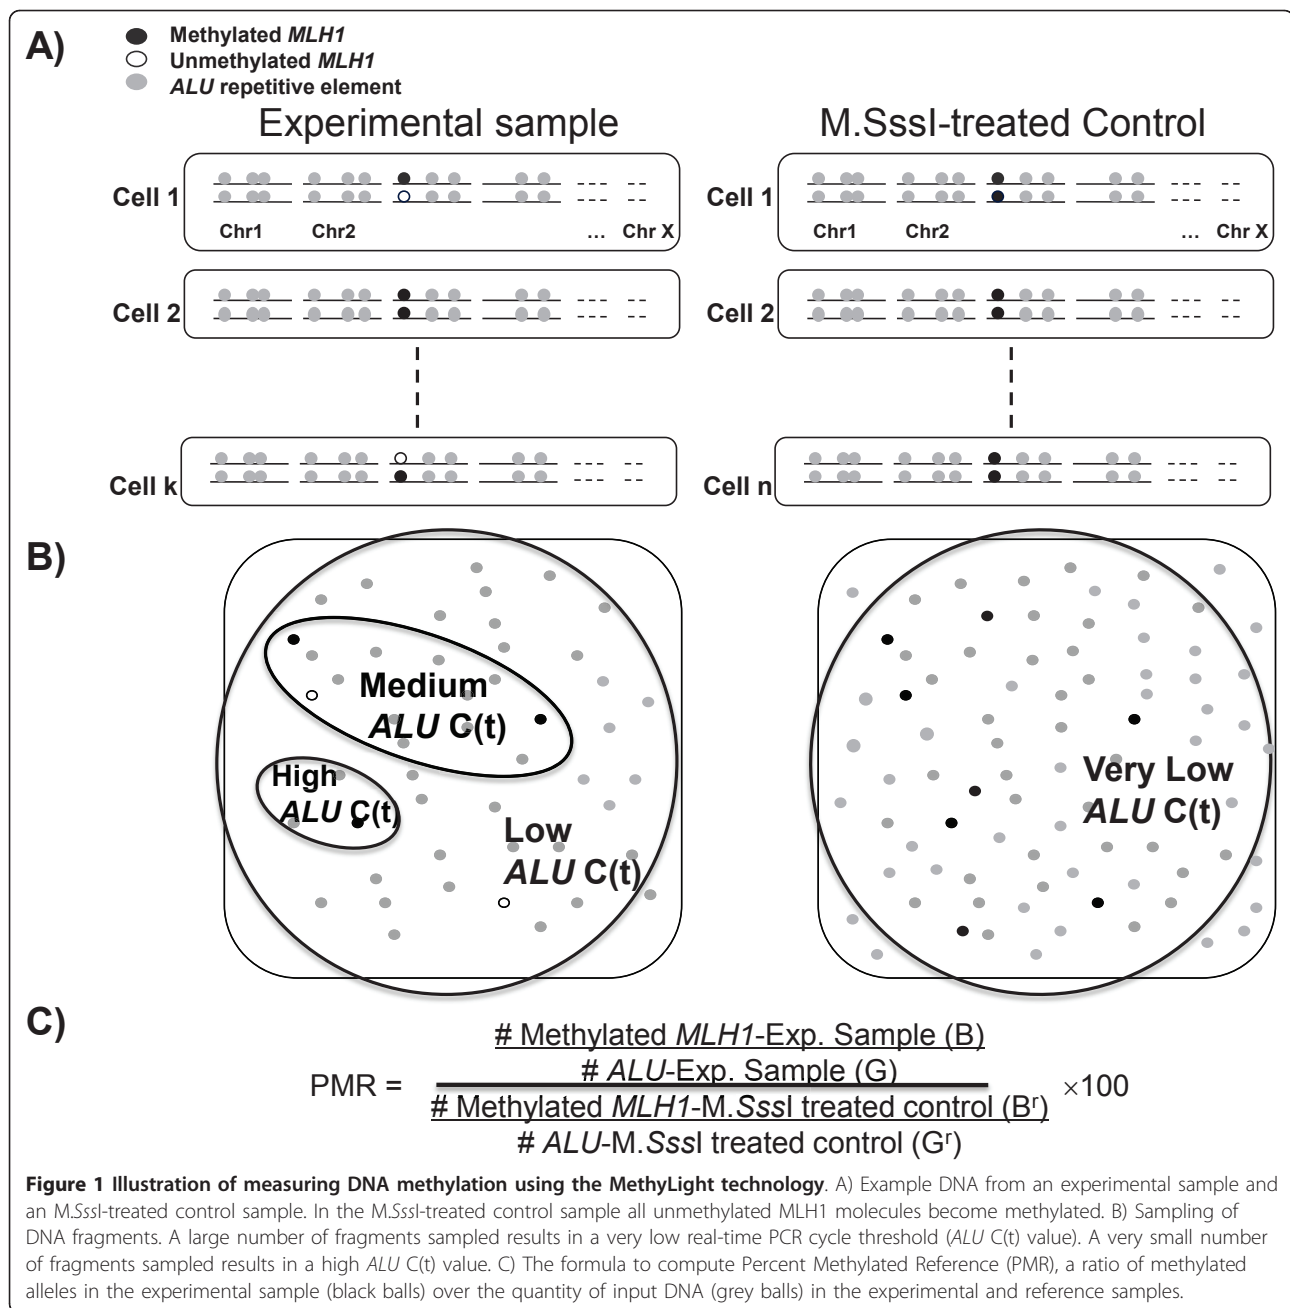 A)
Methylated MLH1
Unmethylated MLH1
ALU repetitive element
Experimental sample
M.SssI-treated Control
Cell 1
Chr1 Chr2 ... Chr X
Cell 1
Chr1 Chr2 ... Chr X
Cell 2
Cell 2
Cell k
Cell n
B)
Medium
ALU C(t)
High
ALU C(t)
Low
ALU C(t)
Very Low
ALU C(t)
C)
# Methylated MLH1-Exp. Sample (B)
# ALU-Exp. Sample (G)
PMR = ×100
# Methylated MLH1-M.SssI treated control (Bʳ)
# ALU-M.SssI treated control (Gʳ)
Figure 1 Illustration of measuring DNA methylation using the MethyLight technology. A) Example DNA from an experimental sample and
an M.SssI-treated control sample. In the M.SssI-treated control sample all unmethylated MLH1 molecules become methylated. B) Sampling of
DNA fragments. A large number of fragments sampled results in a very low real-time PCR cycle threshold (ALU C(t) value). A very small number
of fragments sampled results in a high ALU C(t) value. C) The formula to compute Percent Methylated Reference (PMR), a ratio of methylated
alleles in the experimental sample (black balls) over the quantity of input DNA (grey balls) in the experimental and reference samples.